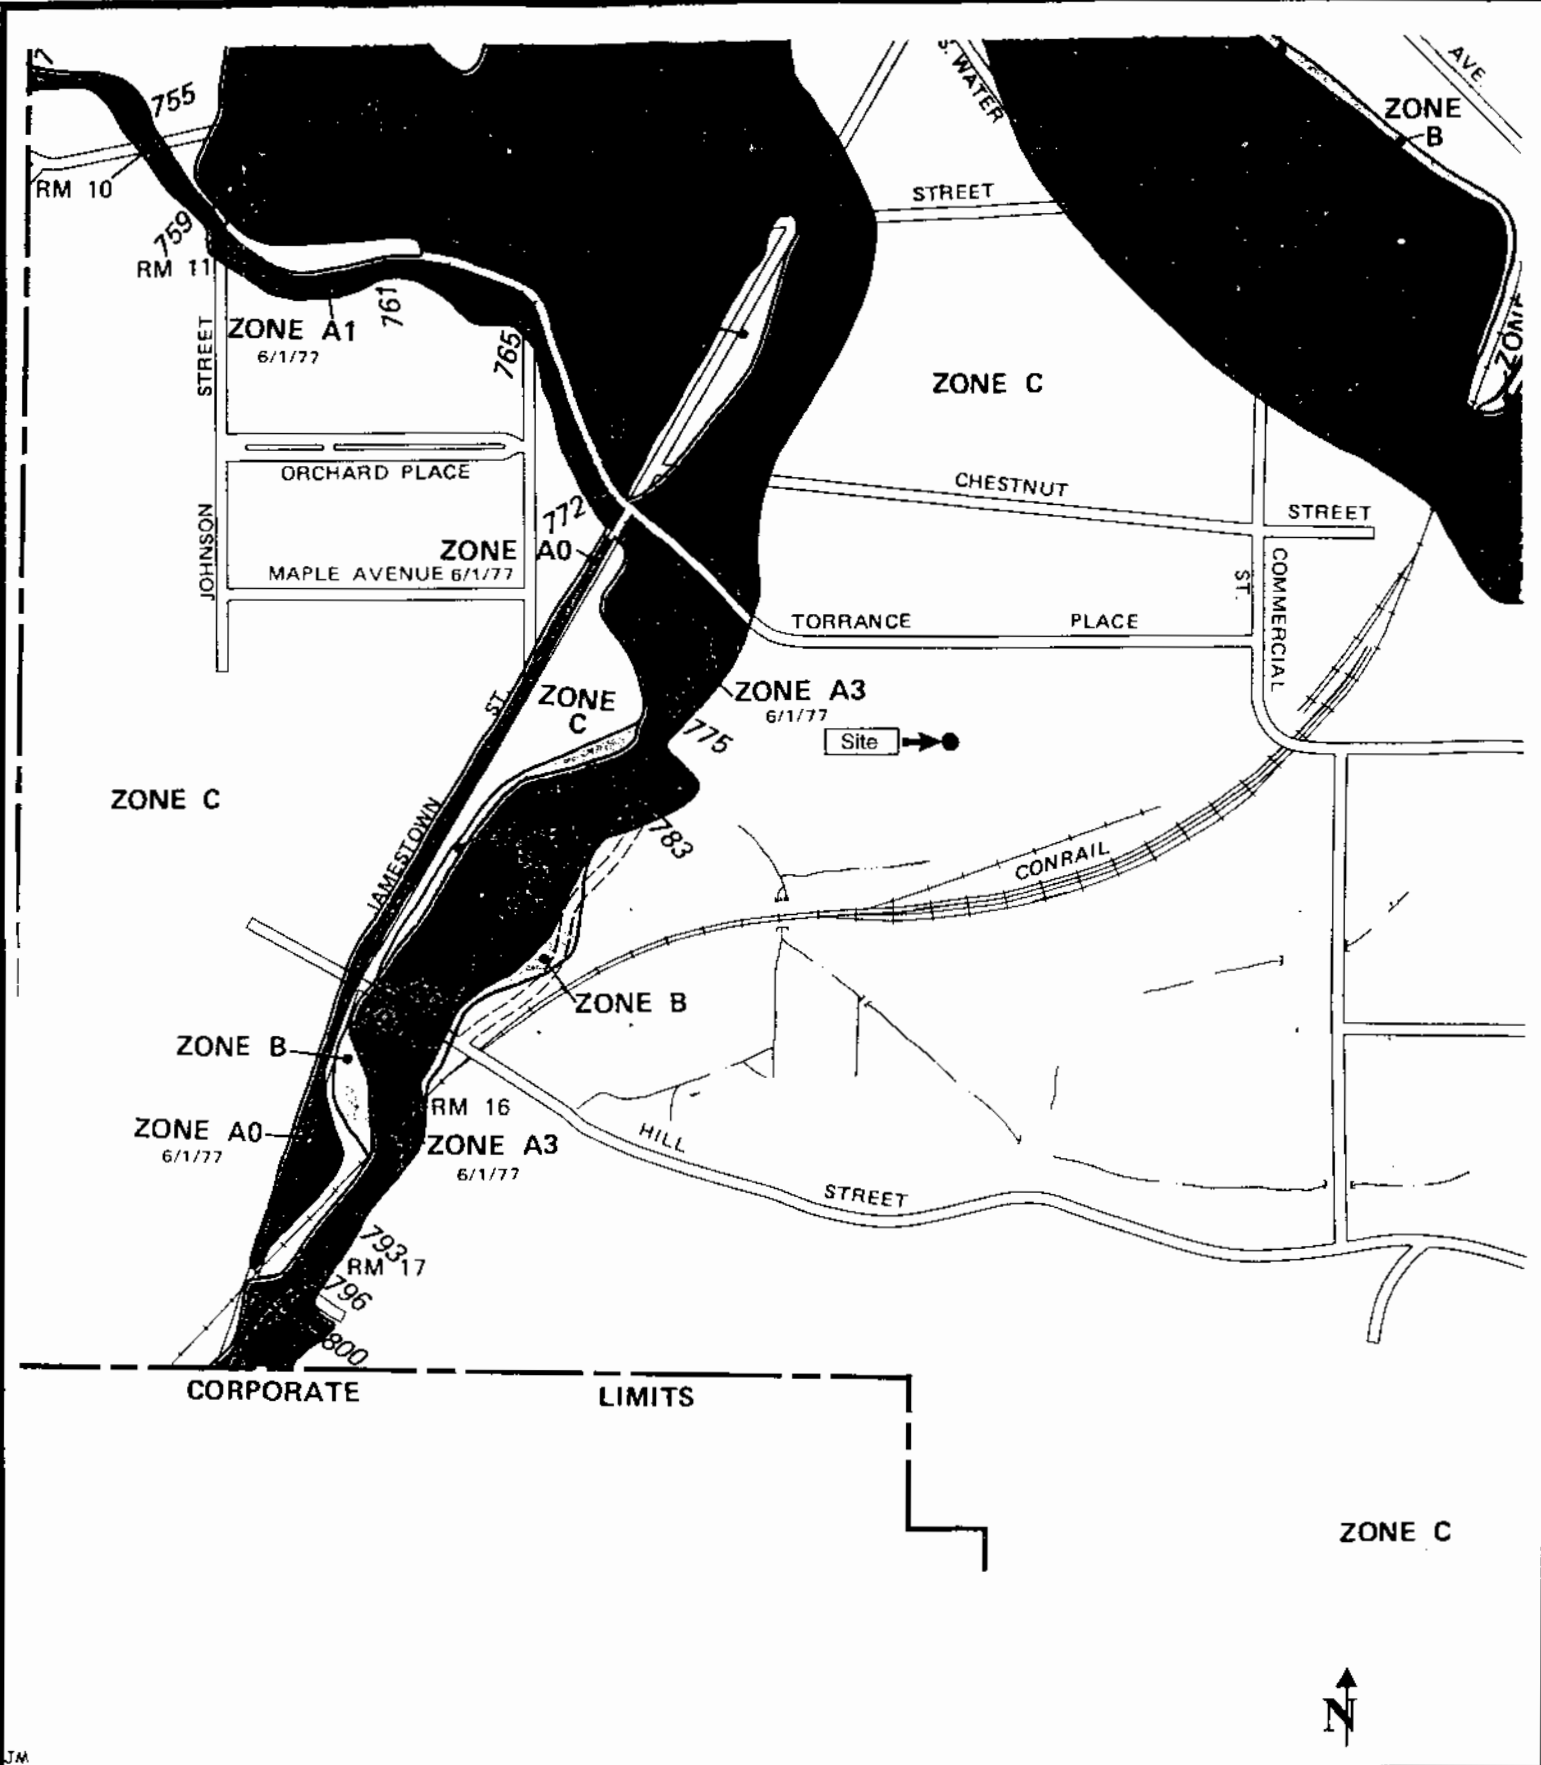 7
AVE.
S. WATER
755
ZONE
B
RM 10
STREET
759
RM 11
761
ZONE A1
6/1/77
STREET
765
ZONE C
ORCHARD PLACE
CHESTNUT
STREET
772
JOHNSON
ZONE A0
MAPLE AVENUE 6/1/77
ST.
COMMERCIAL
TORRANCE PLACE
ZONE
C
ST.
ZONE A3
6/1/77
775
Site
ZONE C
JAMESTOWN
783
CONRAIL
ZONE B
ZONE B
RM 16
ZONE A0
6/1/77
HILL
ZONE A3
6/1/77
STREET
793
RM 17
796
800
CORPORATE LIMITS
ZONE C
N
JM